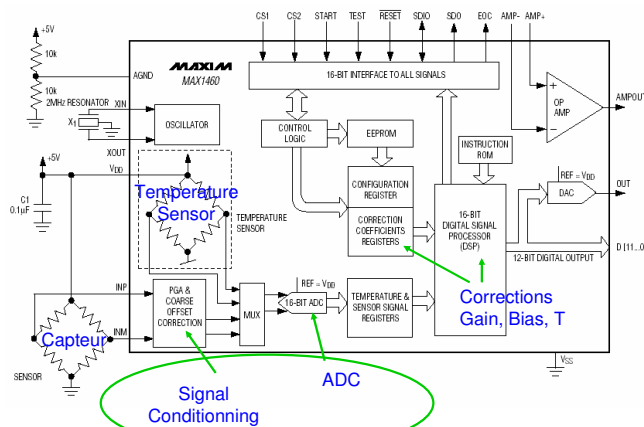 +5V
CS1 CS2 START TEST RESET SDIO SDO EOC AMP- AMP+
10k
AGND
MAXIM
MAX1460
16-BIT INTERFACE TO ALL SIGNALS
+
OP
AMP
−
AMPOUT
10k
2MHz RESONATOR
XIN
X1
OSCILLATOR
XOUT
CONTROL
LOGIC
EEPROM
INSTRUCTION
ROM
+5V
VDD
C1
0.1µF
Temperature
Sensor
TEMPERATURE
SENSOR
CONFIGURATION
REGISTER
CORRECTION
COEFFICIENTS
REGISTERS
16-BIT
DIGITAL SIGNAL
PROCESSOR
(DSP)
REF = VDD
DAC
OUT
D [11...0]
12-BIT DIGITAL OUTPUT
INP
PGA &
COARSE
OFFSET
CORRECTION
MUX
REF = VDD
16-BIT ADC
TEMPERATURE &
SENSOR SIGNAL
REGISTERS
Corrections
Gain, Bias, T
Capteur
INM
SENSOR
VSS
ADC
Signal
Conditionning